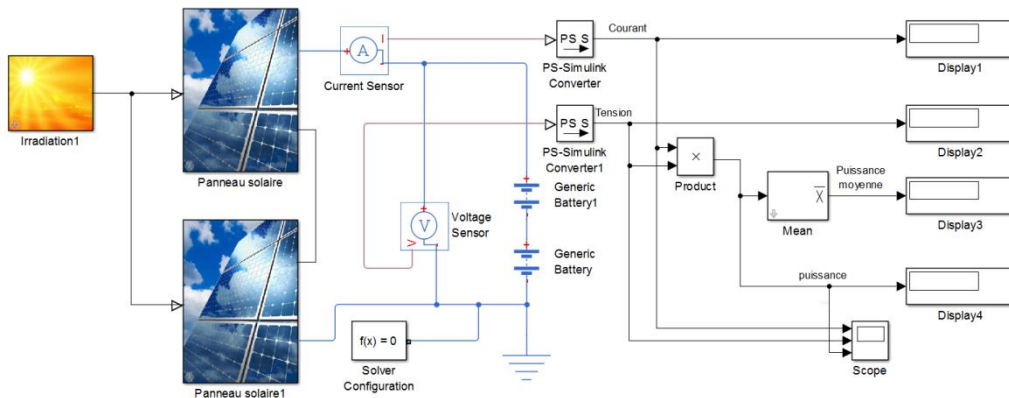 Irradiation1
Panneau solaire
Panneau solaire1
A
I
Current Sensor
V
V
Voltage
Sensor
Generic
Battery1
Generic
Battery
f(x) = 0
Solver
Configuration
PS S
PS-Simulink
Converter
Courant
PS S
PS-Simulink
Converter1
Tension
×
Product
X
Mean
Puissance
moyenne
puissance
Display1
Display2
Display3
Display4
Scope